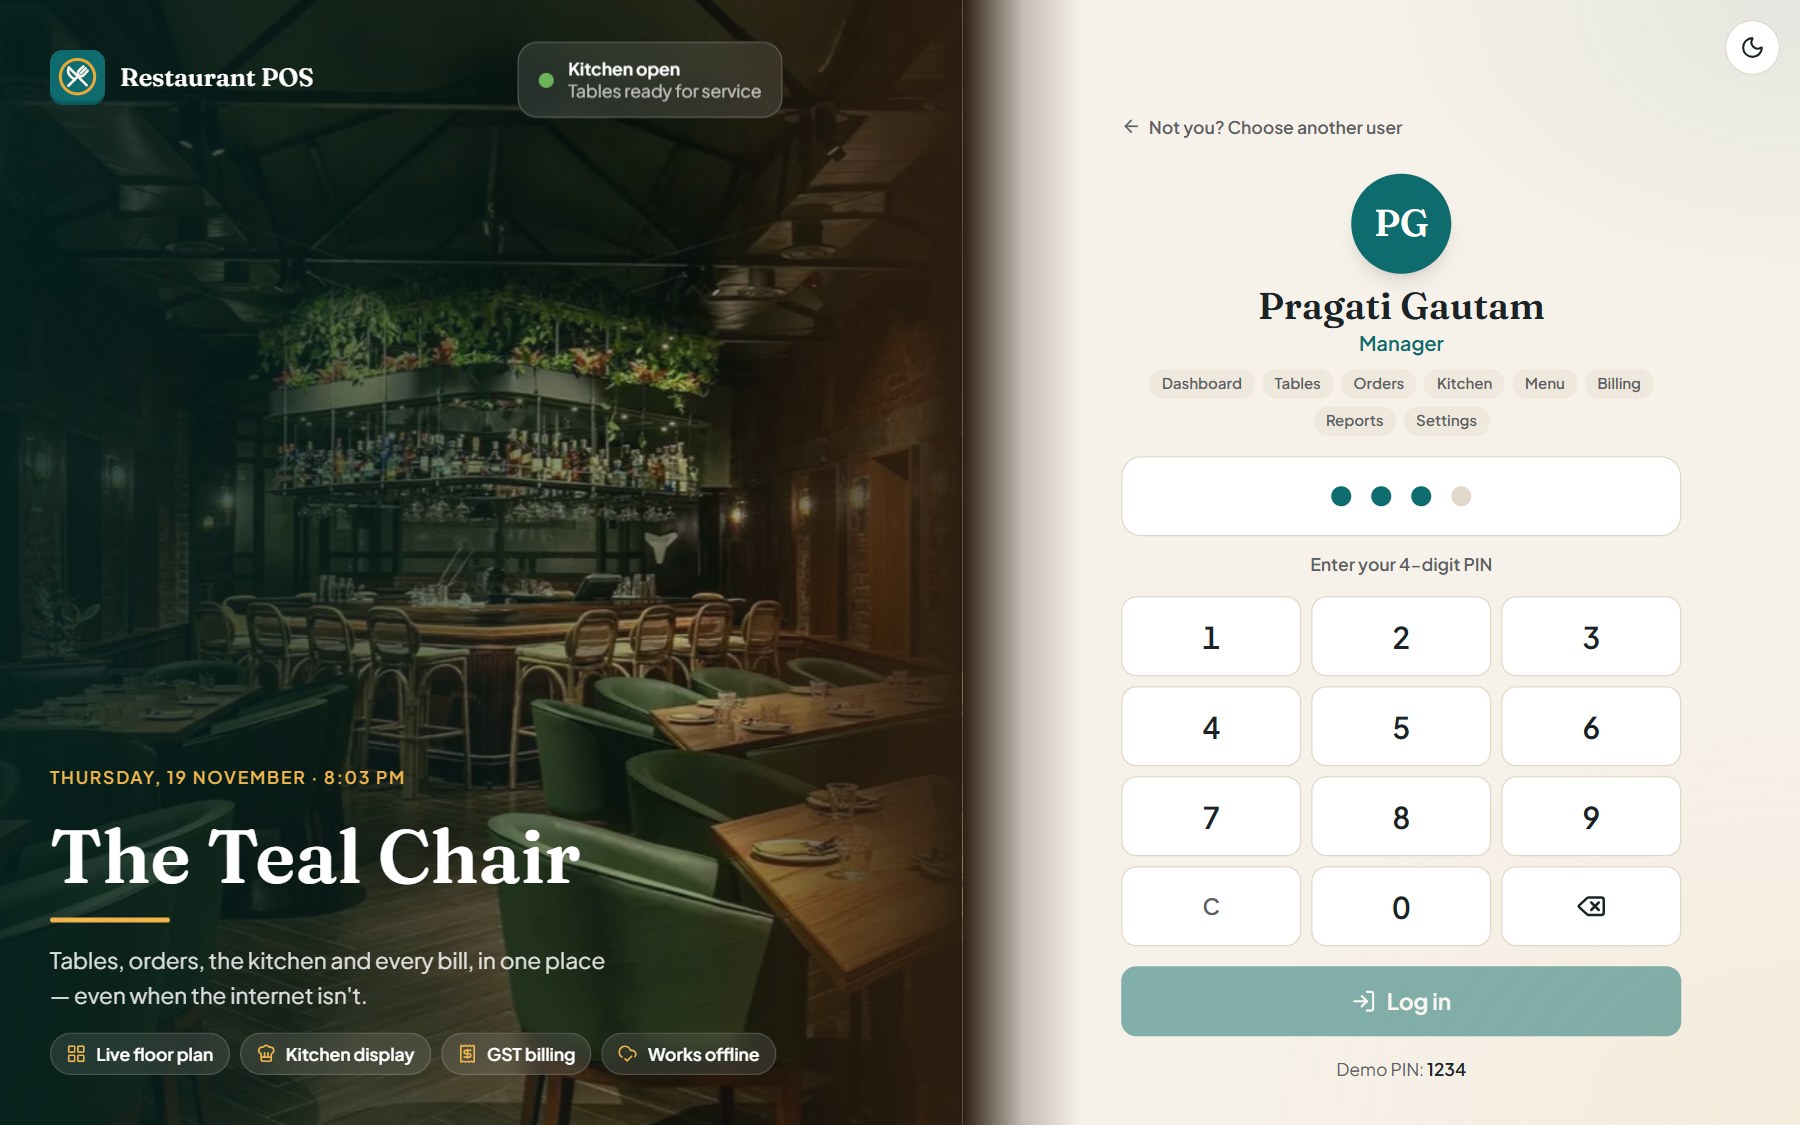 Restaurant POS
Kitchen open
Tables ready for service
THURSDAY, 19 NOVEMBER · 8:03 PM
The Teal Chair
Tables, orders, the kitchen and every bill, in one place
— even when the internet isn't.
Live floor plan
Kitchen display
GST billing
Works offline
Not you? Choose another user
PG
Pragati Gautam
Manager
Dashboard Tables Orders Kitchen Menu Billing
Reports Settings
Enter your 4-digit PIN
1 2 3
4 5 6
7 8 9
C 0
Log in
Demo PIN: 1234